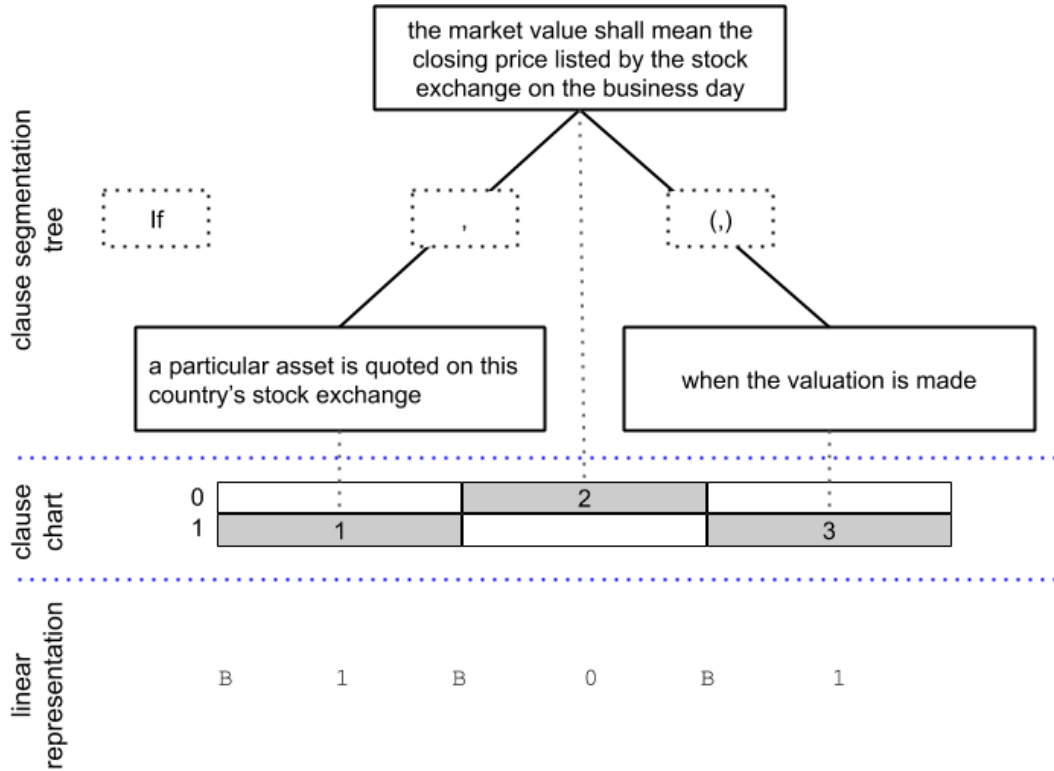 the market value shall mean the
closing price listed by the stock
exchange on the business day
clause segmentation
tree
If
,
(,)
a particular asset is quoted on this
country's stock exchange
when the valuation is made
clause
chart
0
2
1
1
3
linear
representation
B 1 B 0 B 1